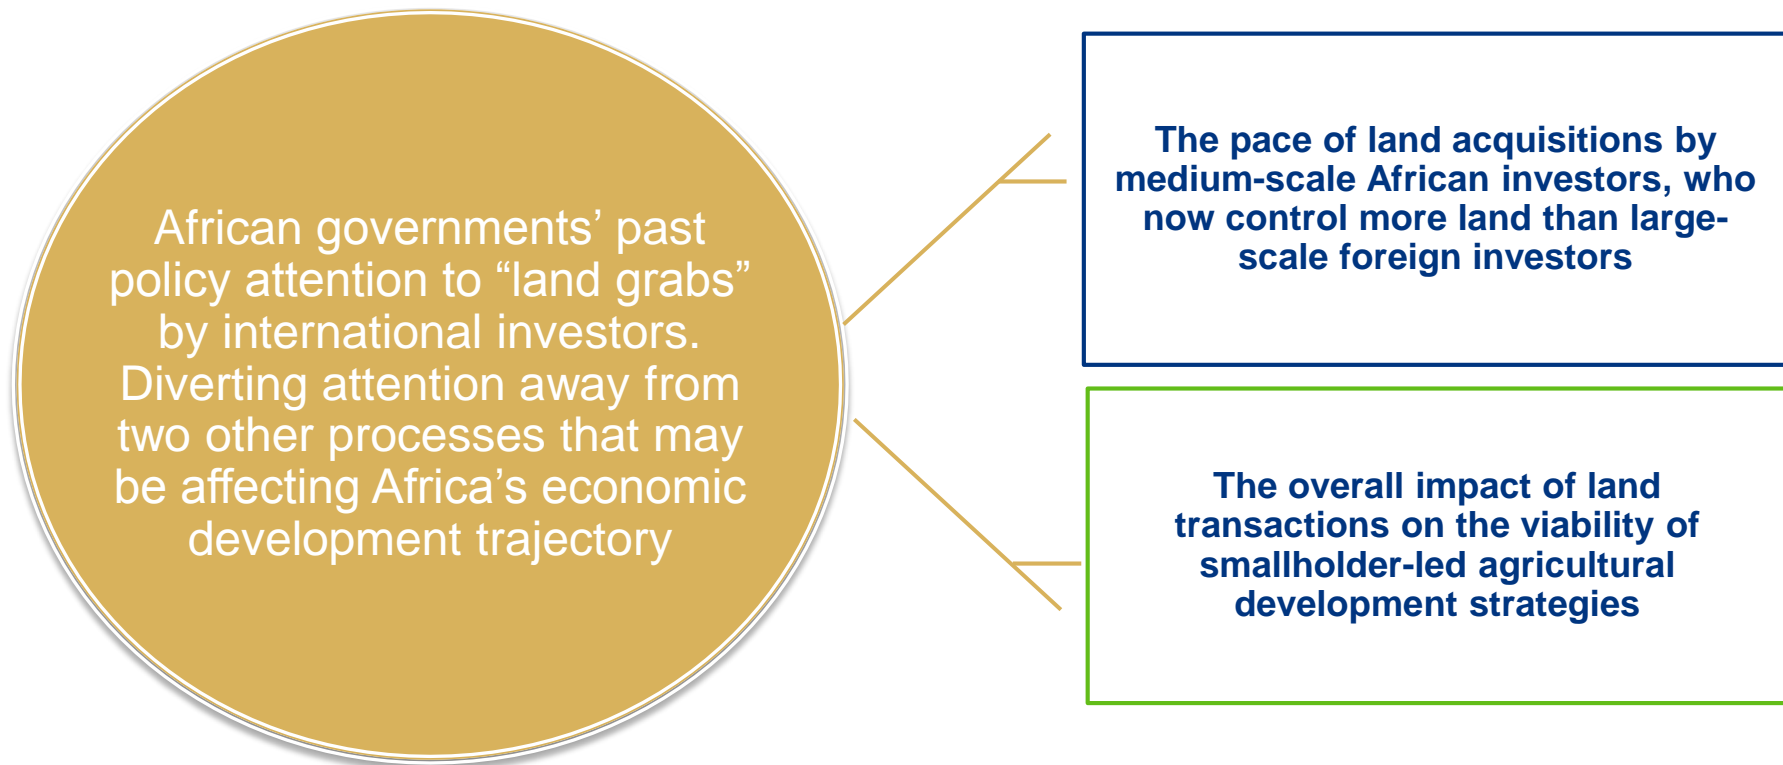 African governments’ past
policy attention to “land grabs”
by international investors.
Diverting attention away from
two other processes that may
be affecting Africa’s economic
development trajectory
The pace of land acquisitions by
medium-scale African investors, who
now control more land than large-
scale foreign investors
The overall impact of land
transactions on the viability of
smallholder-led agricultural
development strategies